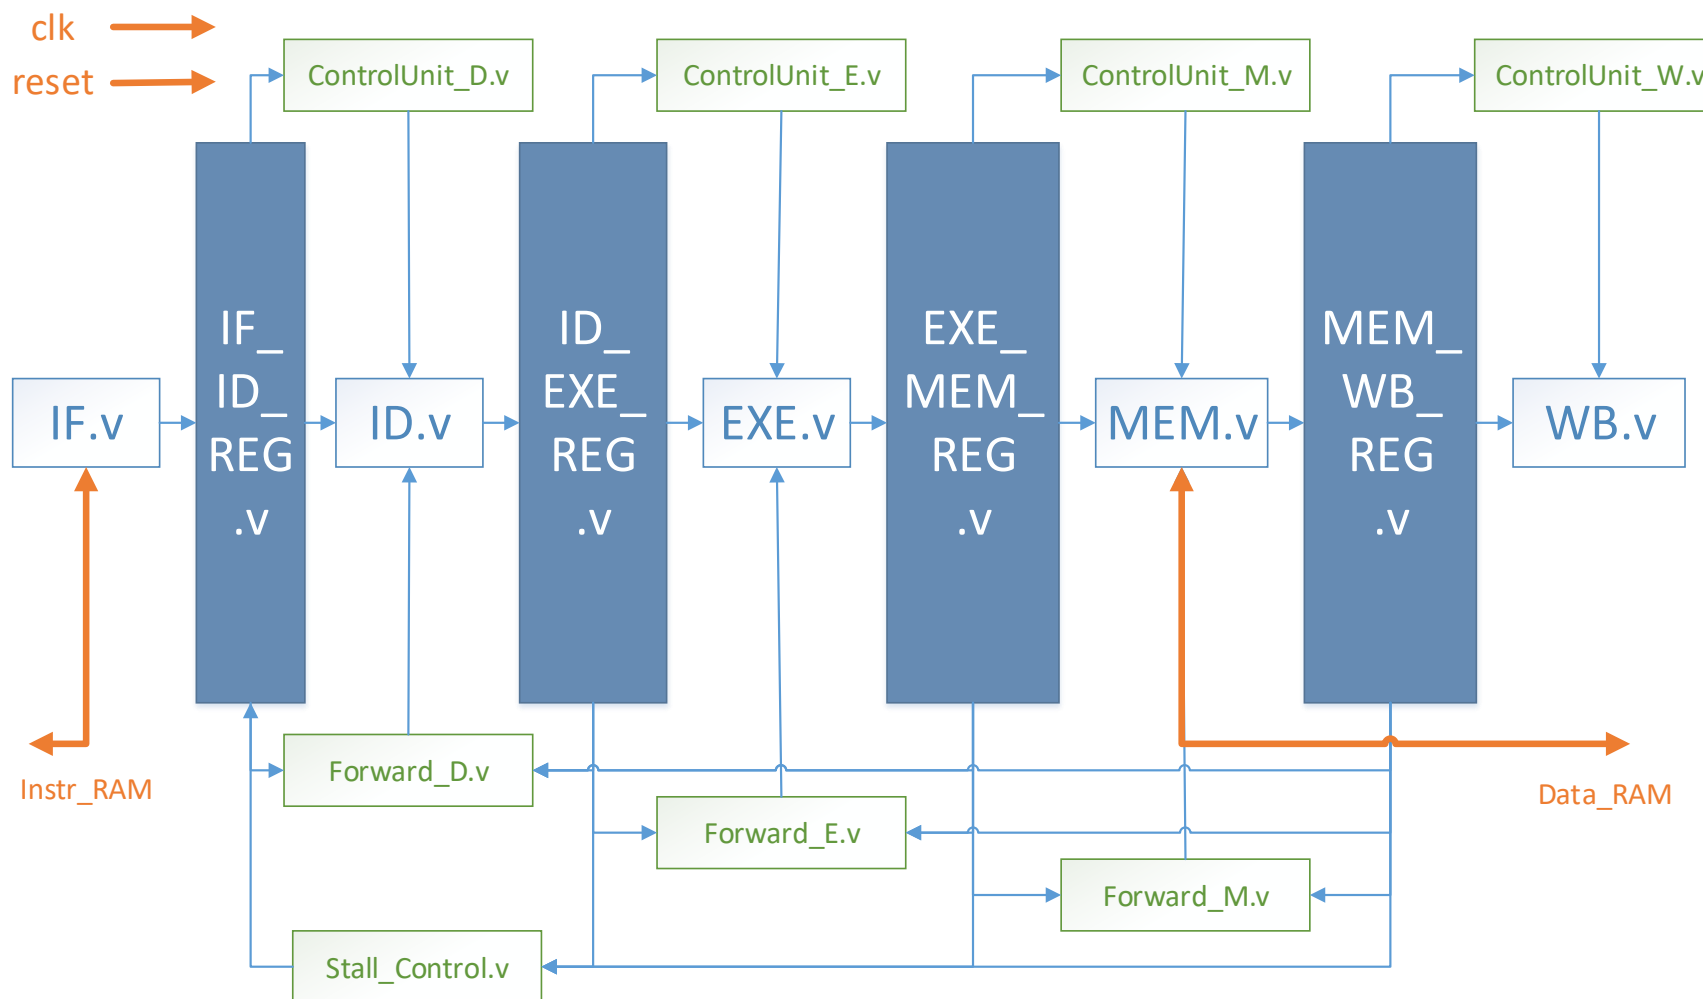 clk
reset
ControlUnit_D.v
ControlUnit_E.v
ControlUnit_M.v
ControlUnit_W.v
IF.v
IF_
ID_
REG
.v
ID.v
ID_
EXE_
REG
.v
EXE.v
EXE_
MEM_
REG
.v
MEM.v
MEM_
WB_
REG
.v
WB.v
Instr_RAM
Forward_D.v
Forward_E.v
Forward_M.v
Data_RAM
Stall_Control.v